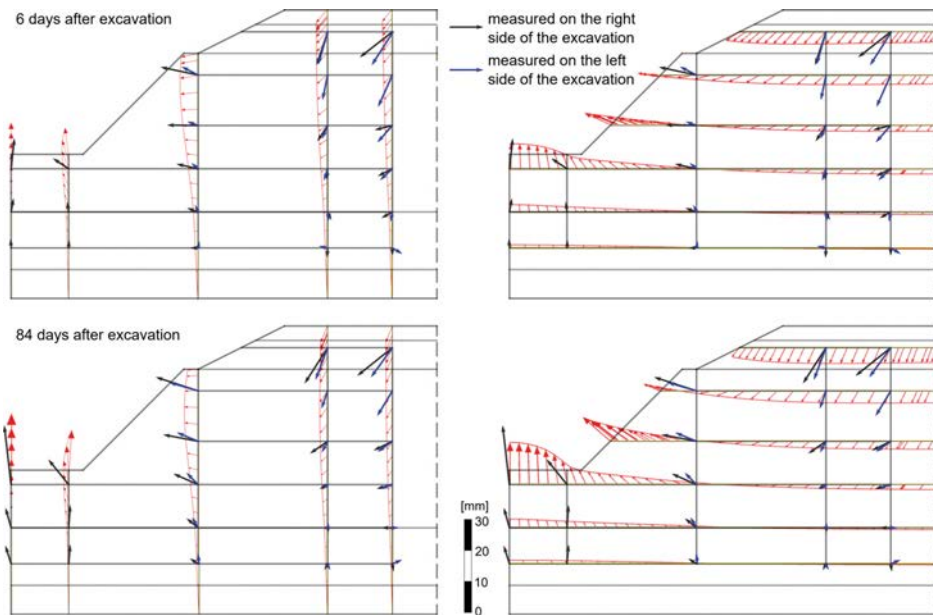 6 days after excavation
measured on the right
side of the excavation
measured on the left
side of the excavation
84 days after excavation
[mm]
30
20
10
0